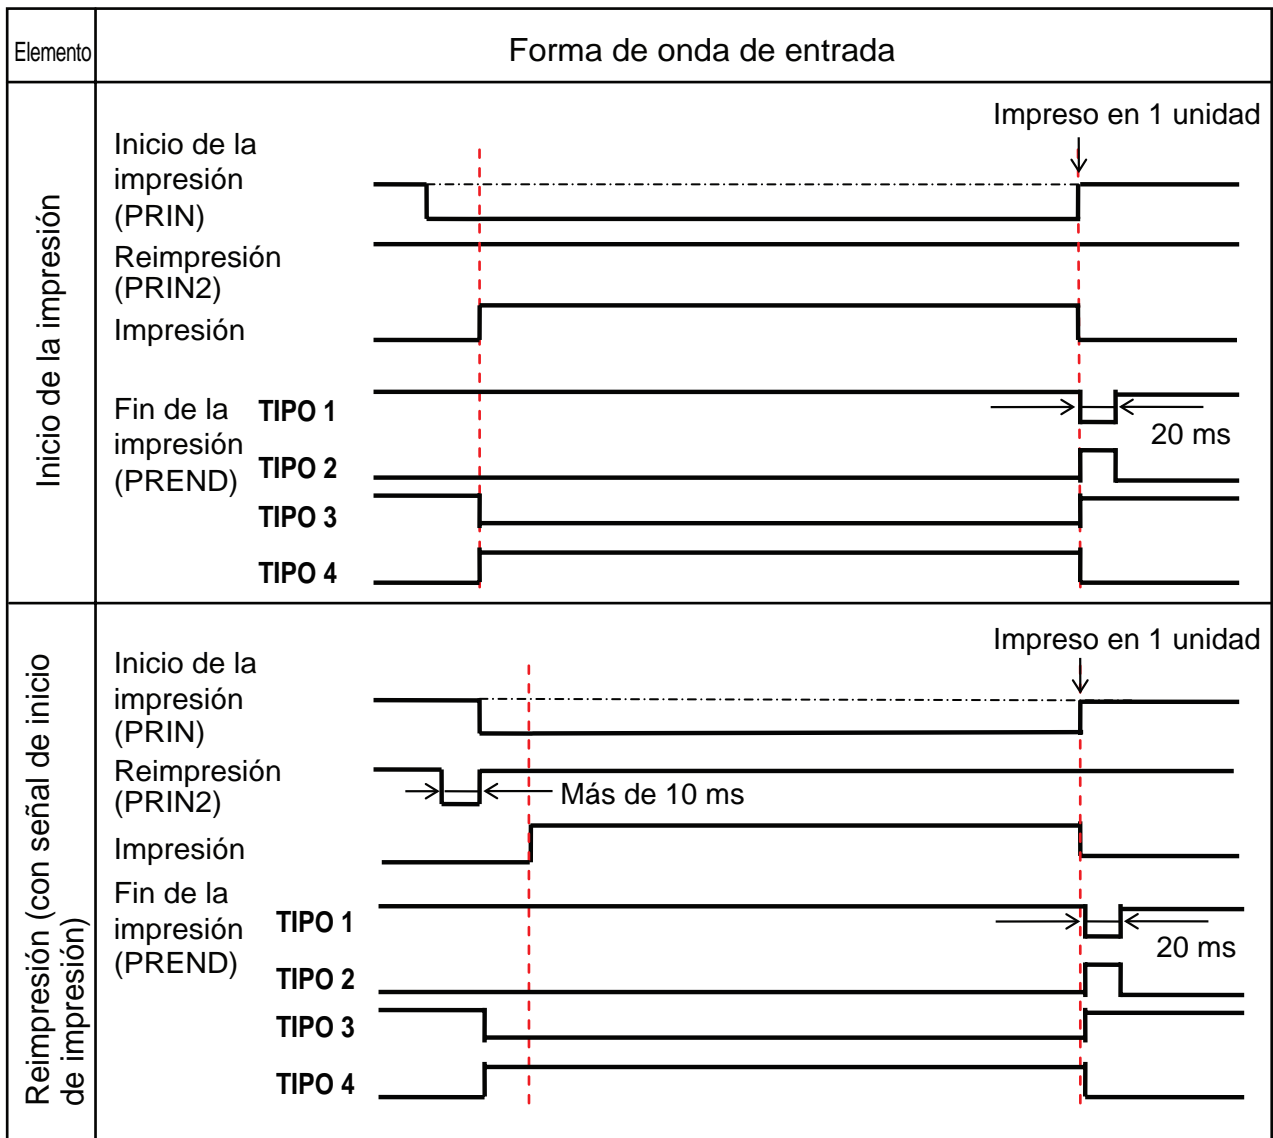 Elemento
Forma de onda de entrada
Inicio de la impresión
Impreso en 1 unidad
Inicio de la
impresión
(PRIN)
Reimpresión
(PRIN2)
Impresión
Fin de la
impresión
(PREND)
TIPO 1
20 ms
TIPO 2
TIPO 3
TIPO 4
Reimpresión (con señal de inicio
de impresión)
Impreso en 1 unidad
Inicio de la
impresión
(PRIN)
Reimpresión
(PRIN2)
Más de 10 ms
Impresión
Fin de la
impresión
(PREND)
TIPO 1
20 ms
TIPO 2
TIPO 3
TIPO 4